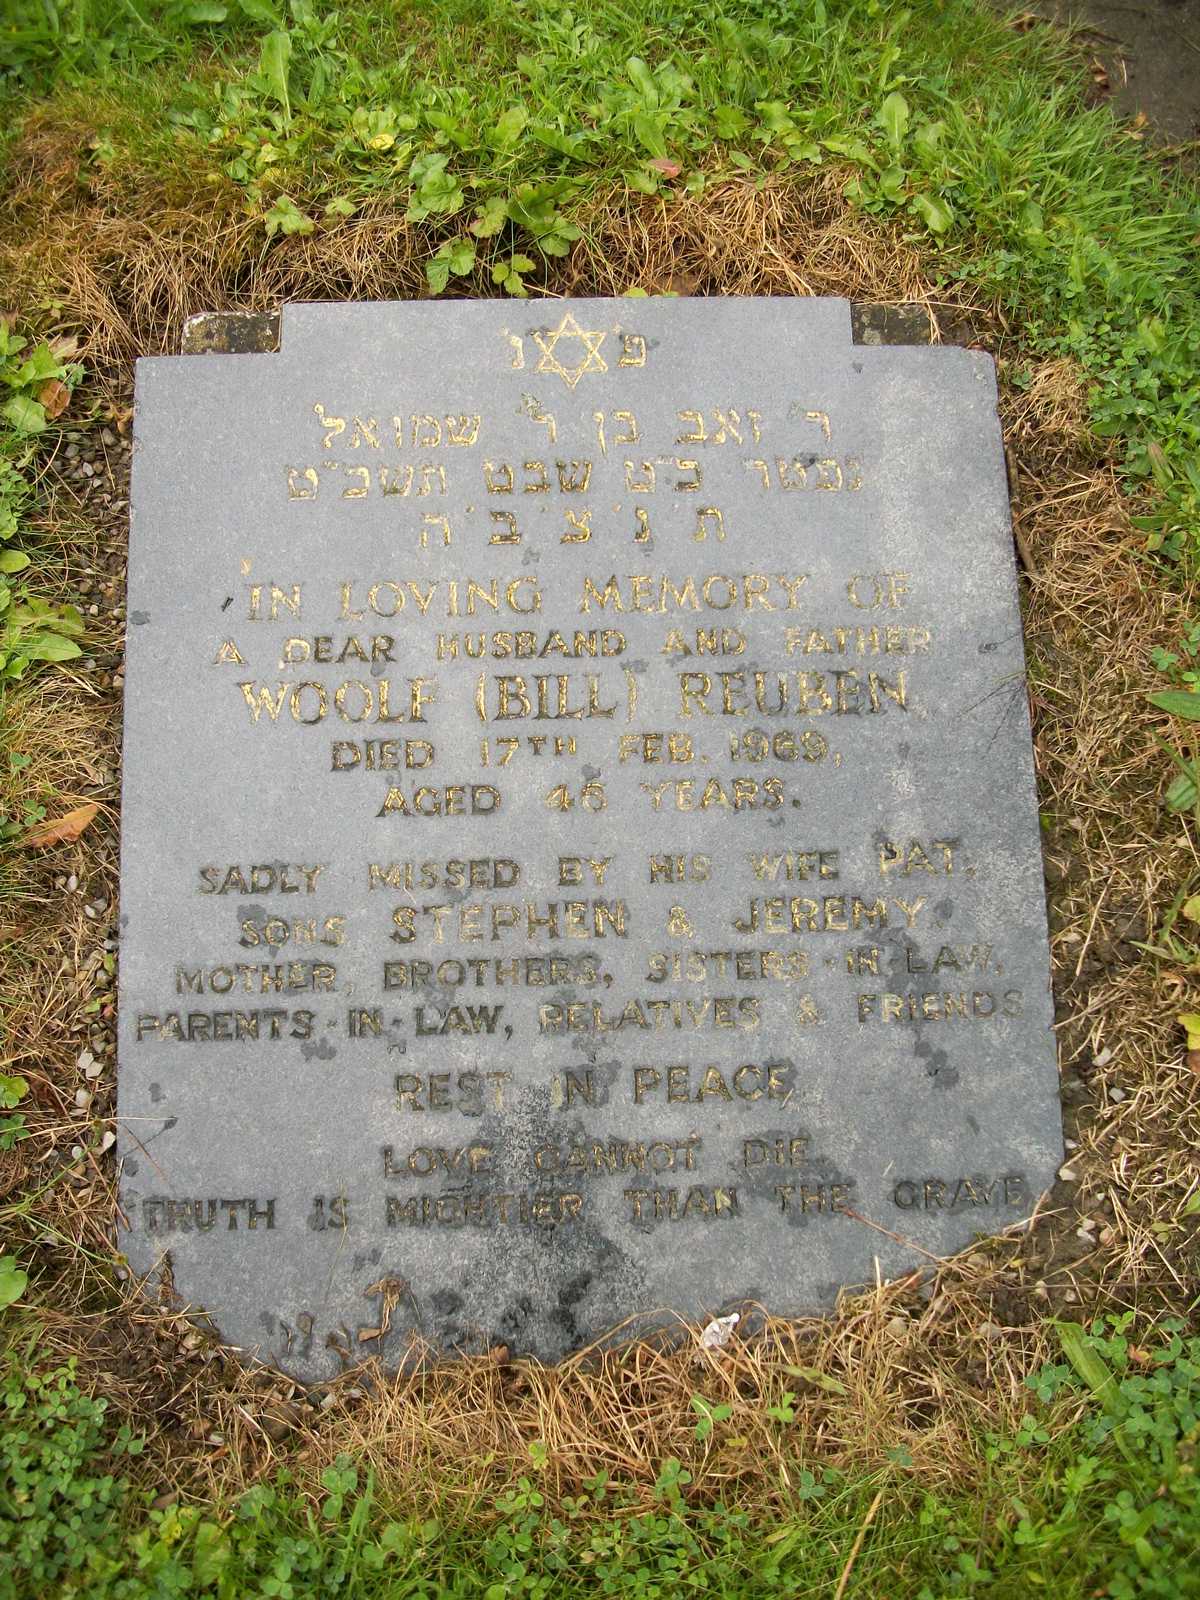 פ' נ'
ר' זאב בן ר' שמואל
נפטר כ"ט שבט תשכ"ט
ת' נ' צ' ב' ה'
IN LOVING MEMORY OF
A DEAR HUSBAND AND FATHER
WOOLF (BILL) REUBEN
DIED 17TH FEB. 1969,
AGED 46 YEARS.
SADLY MISSED BY HIS WIFE PAT,
SONS STEPHEN & JEREMY.
MOTHER, BROTHERS, SISTERS-IN-LAW,
PARENTS-IN-LAW, RELATIVES & FRIENDS
REST IN PEACE
LOVE CANNOT DIE.
TRUTH IS MIGHTIER THAN THE GRAVE